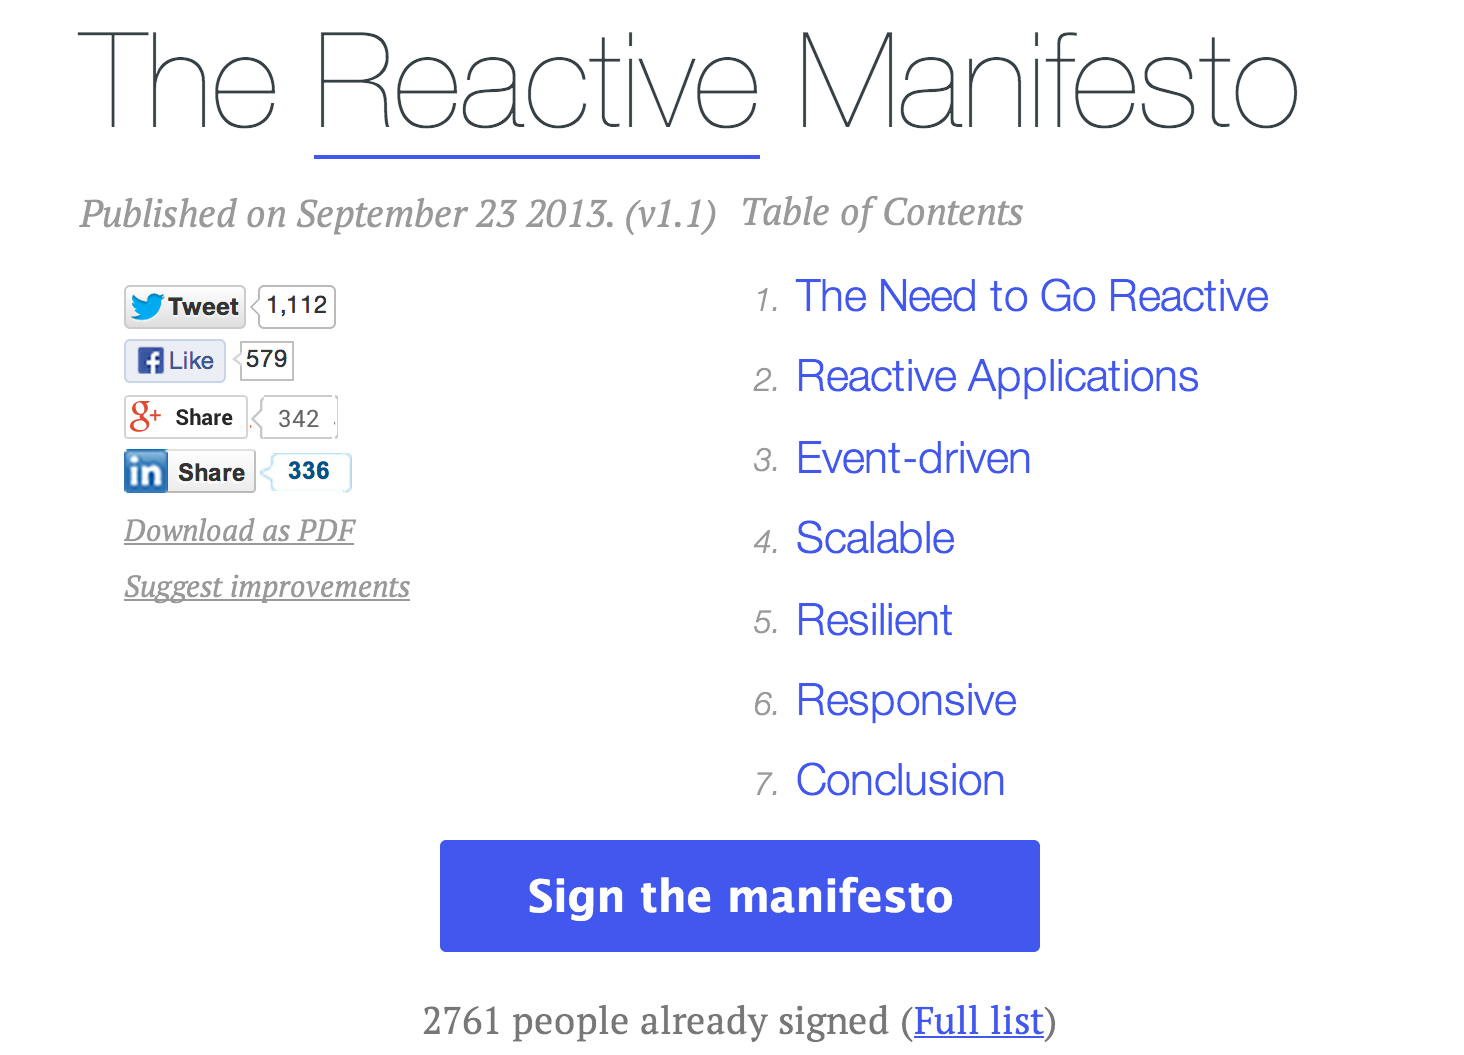 The Reactive Manifesto
Published on September 23 2013. (v1.1)
Tweet 1,112
Like 579
g+ Share 342
in Share 336
Download as PDF
Suggest improvements
Table of Contents
1. The Need to Go Reactive
2. Reactive Applications
3. Event-driven
4. Scalable
5. Resilient
6. Responsive
7. Conclusion
Sign the manifesto
2761 people already signed (Full list)